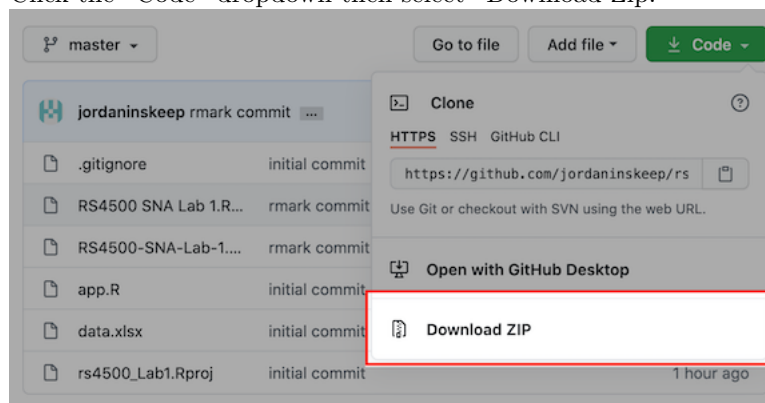 Click the "Code" dropdown then select "Download Zip."
master
Go to file
Add file
Code
jordaninskeep rmark commit ...
Clone
HTTPS SSH GitHub CLI
.gitignore initial commit
https://github.com/jordaninskeep/rs
RS4500 SNA Lab 1.R... rmark commit
Use Git or checkout with SVN using the web URL.
RS4500-SNA-Lab-1.... rmark commit
Open with GitHub Desktop
app.R initial commit
data.xlsx initial commit
Download ZIP
rs4500_Lab1.Rproj initial commit 1 hour ago